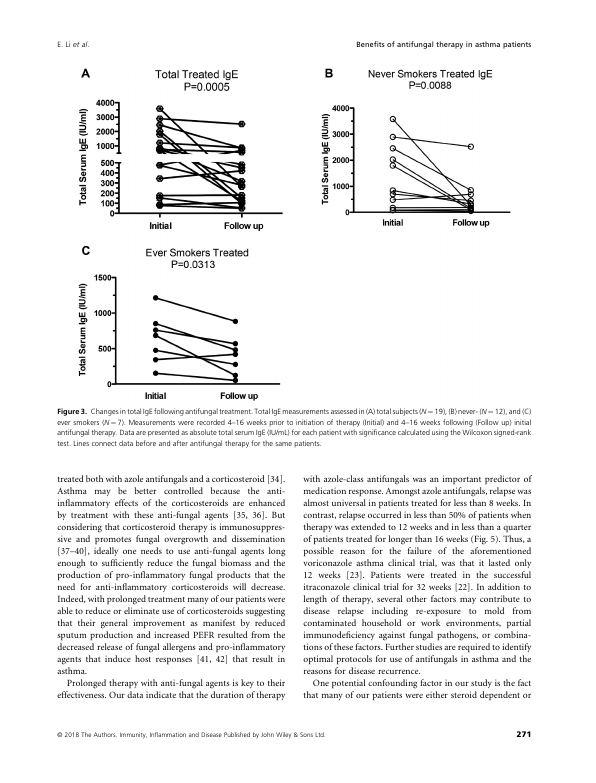 E. Li et al.
Benefits of antifungal therapy in asthma patients
A
Total Treated IgE
P=0.0005
Total Serum IgE (IU/ml)
4000
3000
2000
1000
500
400
300
200
100
0
Initial
Follow up
B
Never Smokers Treated IgE
P=0.0088
Total Serum IgE (IU/ml)
4000
3000
2000
1000
0
Initial
Follow up
C
Ever Smokers Treated
P=0.0313
Total Serum IgE (IU/ml)
1500
1000
500
0
Initial
Follow up
Figure 3. Changes in total IgE following antifungal treatment. Total IgE measurements assessed in (A) total subjects (N = 19), (B) never- (N = 12), and (C)
ever smokers (N = 7). Measurements were recorded 4–16 weeks prior to initiation of therapy (Initial) and 4–16 weeks following (Follow up) initial
antifungal therapy. Data are presented as absolute total serum IgE (IU/mL) for each patient with significance calculated using the Wilcoxon signed-rank
test. Lines connect data before and after antifungal therapy for the same patients.
treated both with azole antifungals and a corticosteroid [34].
Asthma may be better controlled because the anti-
inflammatory effects of the corticosteroids are enhanced
by treatment with these anti-fungal agents [35, 36]. But
considering that corticosteroid therapy is immunosuppres-
sive and promotes fungal overgrowth and dissemination
[37–40], ideally one needs to use anti-fungal agents long
enough to sufficiently reduce the fungal biomass and the
production of pro-inflammatory fungal products that the
need for anti-inflammatory corticosteroids will decrease.
Indeed, with prolonged treatment many of our patients were
able to reduce or eliminate use of corticosteroids suggesting
that their general improvement as manifest by reduced
sputum production and increased PEFR resulted from the
decreased release of fungal allergens and pro-inflammatory
agents that induce host responses [41, 42] that result in
asthma.
Prolonged therapy with anti-fungal agents is key to their
effectiveness. Our data indicate that the duration of therapy
with azole-class antifungals was an important predictor of
medication response. Amongst azole antifungals, relapse was
almost universal in patients treated for less than 8 weeks. In
contrast, relapse occurred in less than 50% of patients when
therapy was extended to 12 weeks and in less than a quarter
of patients treated for longer than 16 weeks (Fig. 5). Thus, a
possible reason for the failure of the aforementioned
voriconazole asthma clinical trial, was that it lasted only
12 weeks [23]. Patients were treated in the successful
itraconazole clinical trial for 32 weeks [22]. In addition to
length of therapy, several other factors may contribute to
disease relapse including re-exposure to mold from
contaminated household or work environments, partial
immunodeficiency against fungal pathogens, or combina-
tions of these factors. Further studies are required to identify
optimal protocols for use of antifungals in asthma and the
reasons for disease recurrence.
One potential confounding factor in our study is the fact
that many of our patients were either steroid dependent or
© 2018 The Authors. Immunity, Inflammation and Disease Published by John Wiley & Sons Ltd.
271